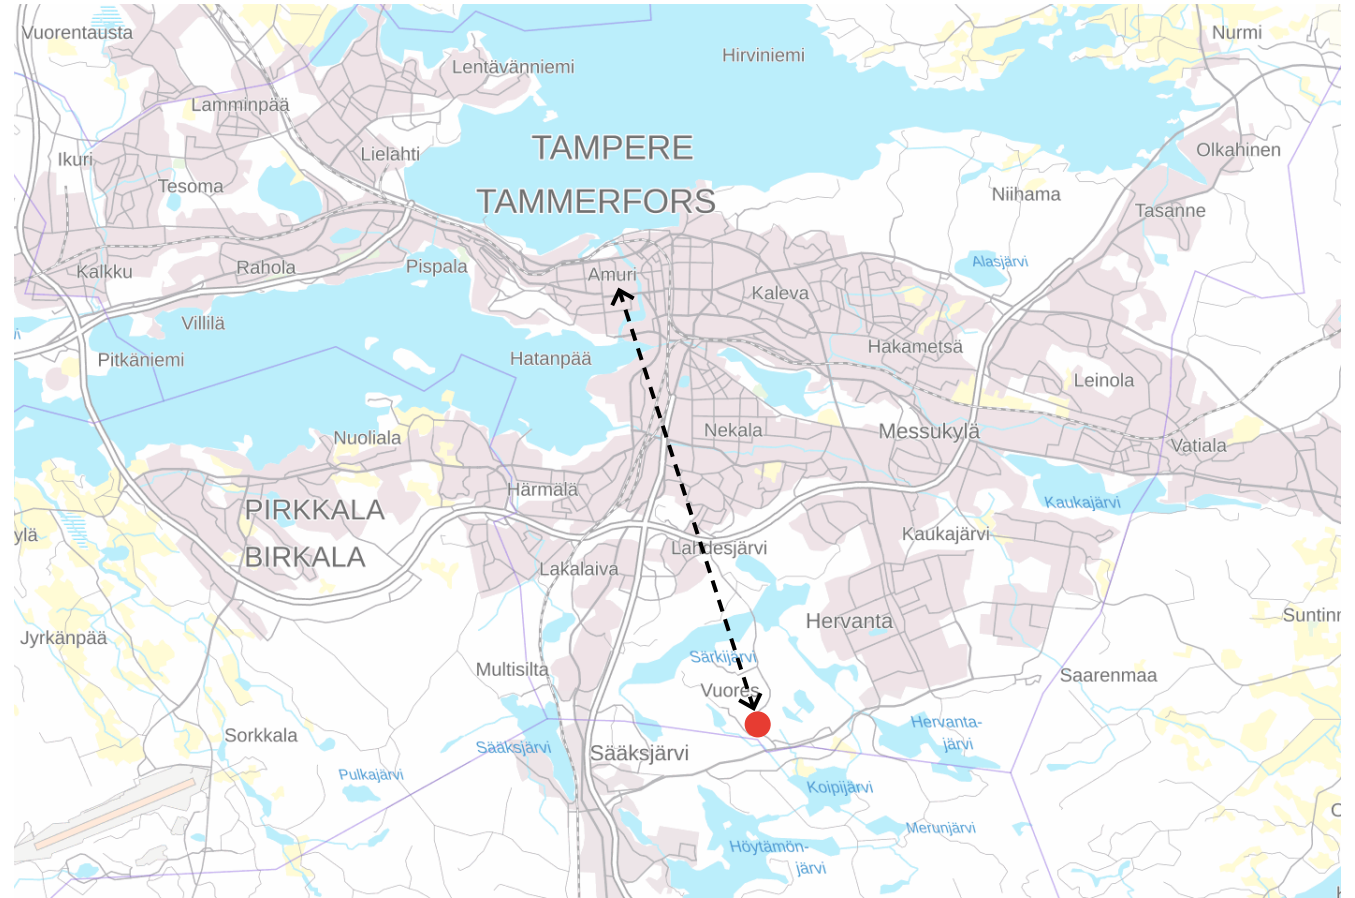 Vuorentausta
Nurmi
Hirviniemi
Lentävänniemi
Lamminpää
TAMPERE
Olkahinen
Lielahti
Ikuri
Tesoma
Niihama
TAMMERFORS
Tasanne
Alasjärvi
Pispala
Rahola
Kalkku
Amuri
Kaleva
Villilä
Hakametsä
Pitkäniemi
Hatanpää
Leinola
Nekala
Messukylä
Nuoliala
Vatiala
Härmälä
Kaukajärvi
PIRKKALA
ylä
Kaukajärvi
Lahdesjärvi
BIRKALA
Lakalaiva
Suntinr
Hervanta
Jyrkänpää
Särkijärvi
Multisilta
Saarenmaa
Vuores
Hervanta-
järvi
Sorkkala
Sääksjärvi
Sääksjärvi
Pulkajärvi
Koipijärvi
Merunjärvi
Höytämön-
järvi